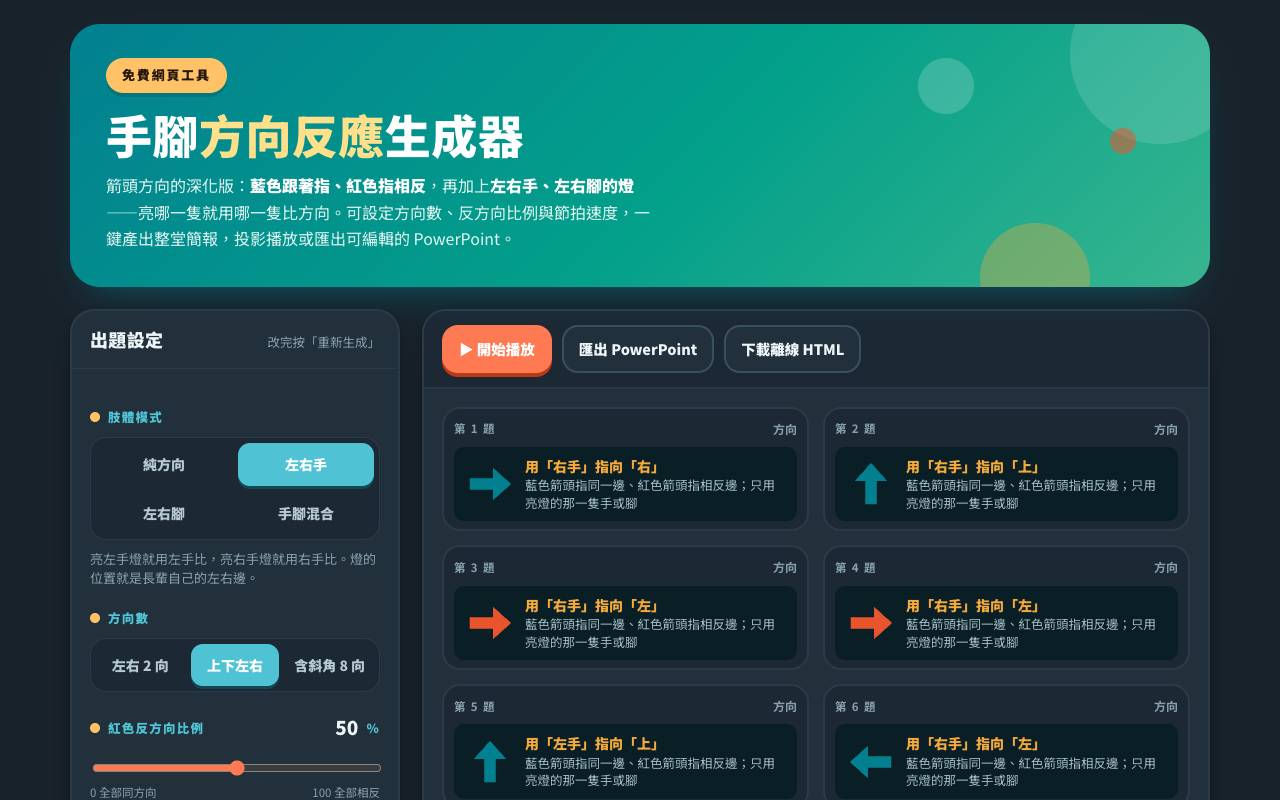 免費網頁工具
手腳方向反應生成器
箭頭方向的深化版：藍色跟著指、紅色指相反，再加上左右手、左右腳的燈
——亮哪一隻就用哪一隻比方向。可設定方向數、反方向比例與節拍速度，一
鍵產出整堂簡報，投影播放或匯出可編輯的 PowerPoint。
出題設定
改完按「重新生成」
肢體模式
純方向
左右手
左右腳
手腳混合
亮左手燈就用左手比，亮右手燈就用右手比。燈的
位置就是長輩自己的左右邊。
方向數
左右 2 向
上下左右
含斜角 8 向
紅色反方向比例
50 %
0 全部同方向
100 全部相反
▶ 開始播放
匯出 PowerPoint
下載離線 HTML
第 1 題
方向
用「右手」指向「右」
藍色箭頭指同一邊、紅色箭頭指相反邊；只用
亮燈的那一隻手或腳
第 2 題
方向
用「右手」指向「上」
藍色箭頭指同一邊、紅色箭頭指相反邊；只用
亮燈的那一隻手或腳
第 3 題
方向
用「右手」指向「左」
藍色箭頭指同一邊、紅色箭頭指相反邊；只用
亮燈的那一隻手或腳
第 4 題
方向
用「右手」指向「左」
藍色箭頭指同一邊、紅色箭頭指相反邊；只用
亮燈的那一隻手或腳
第 5 題
方向
用「左手」指向「上」
藍色箭頭指同一邊、紅色箭頭指相反邊；只用
亮燈的那一隻手或腳
第 6 題
方向
用「右手」指向「左」
藍色箭頭指同一邊、紅色箭頭指相反邊；只用
亮燈的那一隻手或腳